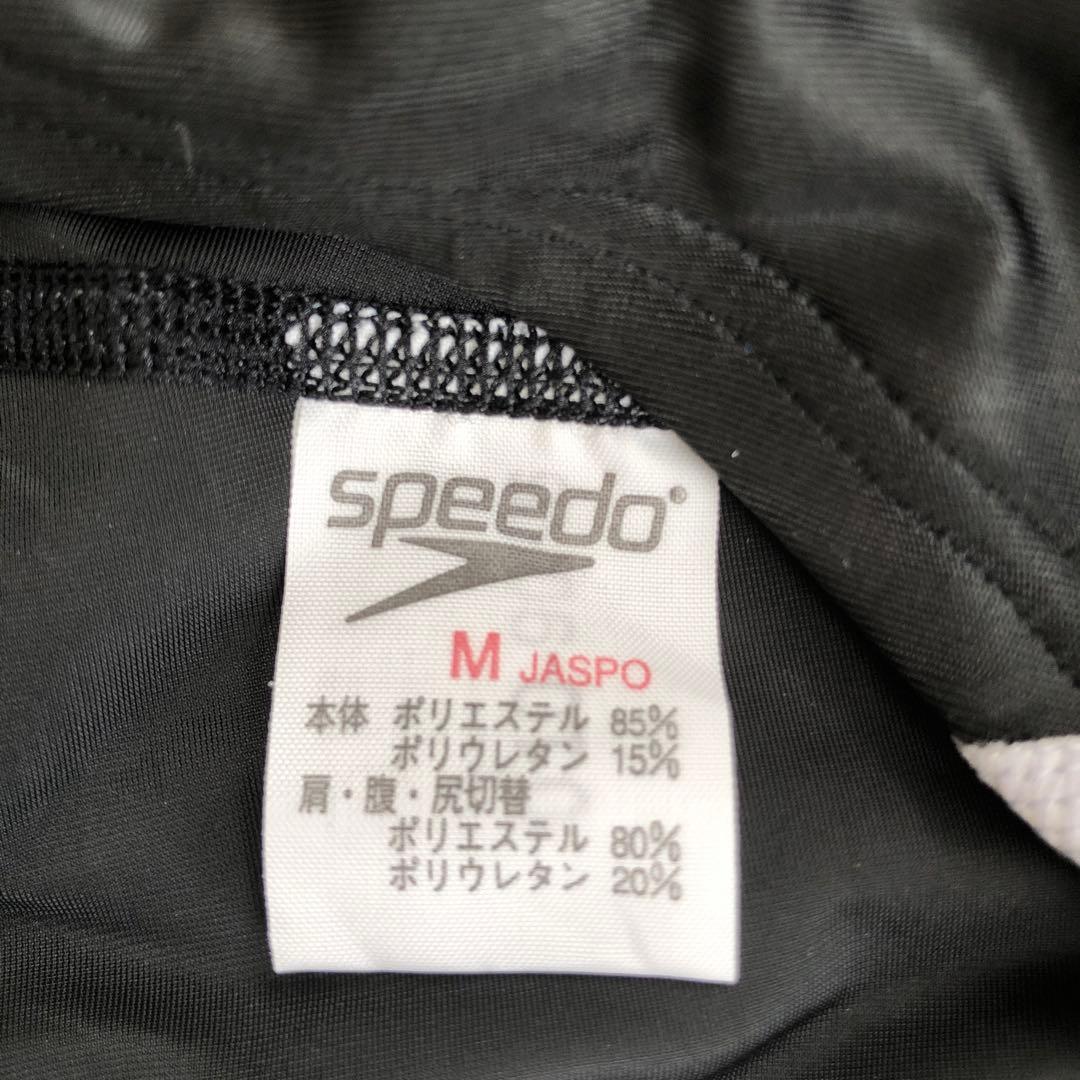 speedo®
M JASPO
本体 ポリエステル 85%
ポリウレタン 15%
肩・腹・尻切替
ポリエステル 80%
ポリウレタン 20%